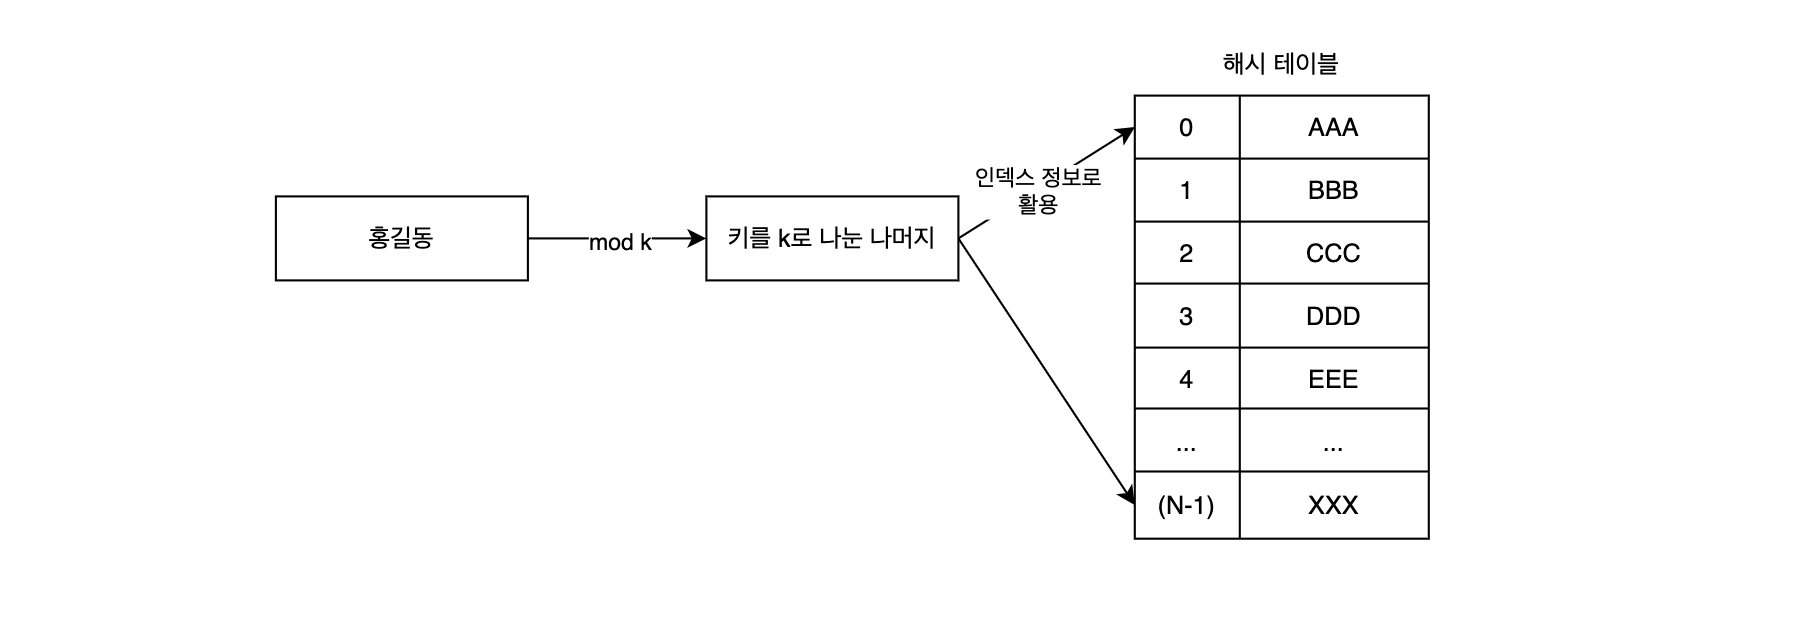 해시 테이블
홍길동
mod k
키를 k로 나눈 나머지
인덱스 정보로
활용
0 AAA
1 BBB
2 CCC
3 DDD
4 EEE
... ...
(N-1) XXX